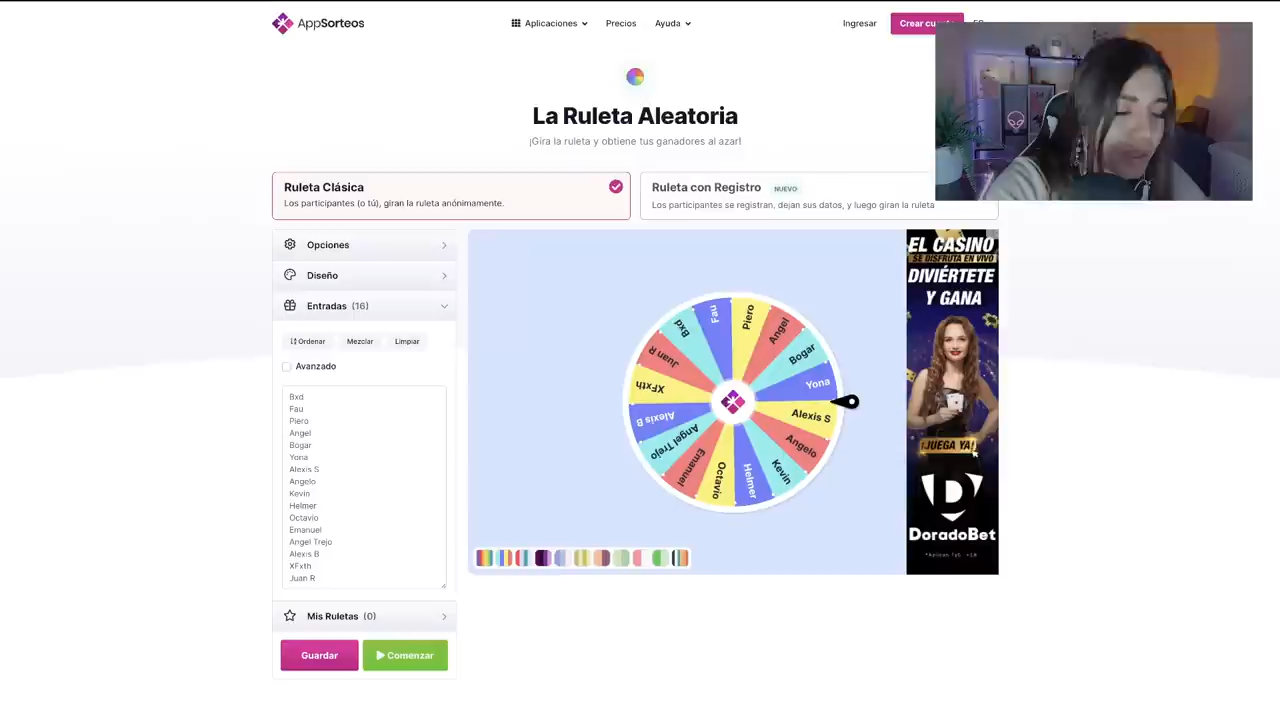 AppSorteos
Aplicaciones
Precios
Ayuda
Ingresar
La Ruleta Aleatoria
¡Gira la ruleta y obtiene tus ganadores al azar!
Ruleta Clásica
Los participantes (o tú), giran la ruleta anónimamente.
Ruleta con Registro NUEVO
Los participantes se registran, dejan sus datos, y luego giran la ruleta
Opciones
Diseño
Entradas (16)
Ordenar
Mezclar
Limpiar
Avanzado
Bxd
Fau
Piero
Angel
Bogar
Yona
Alexis S
Angelo
Kevin
Helmer
Octavio
Emanuel
Angel Trejo
Alexis B
XFxth
Juan R
Mis Ruletas (0)
Guardar
Comenzar
Fau
Piero
Angel
Bogar
Yona
Alexis S
Angelo
Kevin
Helmer
Octavio
Emanuel
Angel Trejo
Alexis B
XFxth
Juan R
Bxd
EL CASINO
SE DISFRUTA EN VIVO
DIVIÉRTETE
Y GANA
¡JUEGA YA!
DoradoBet